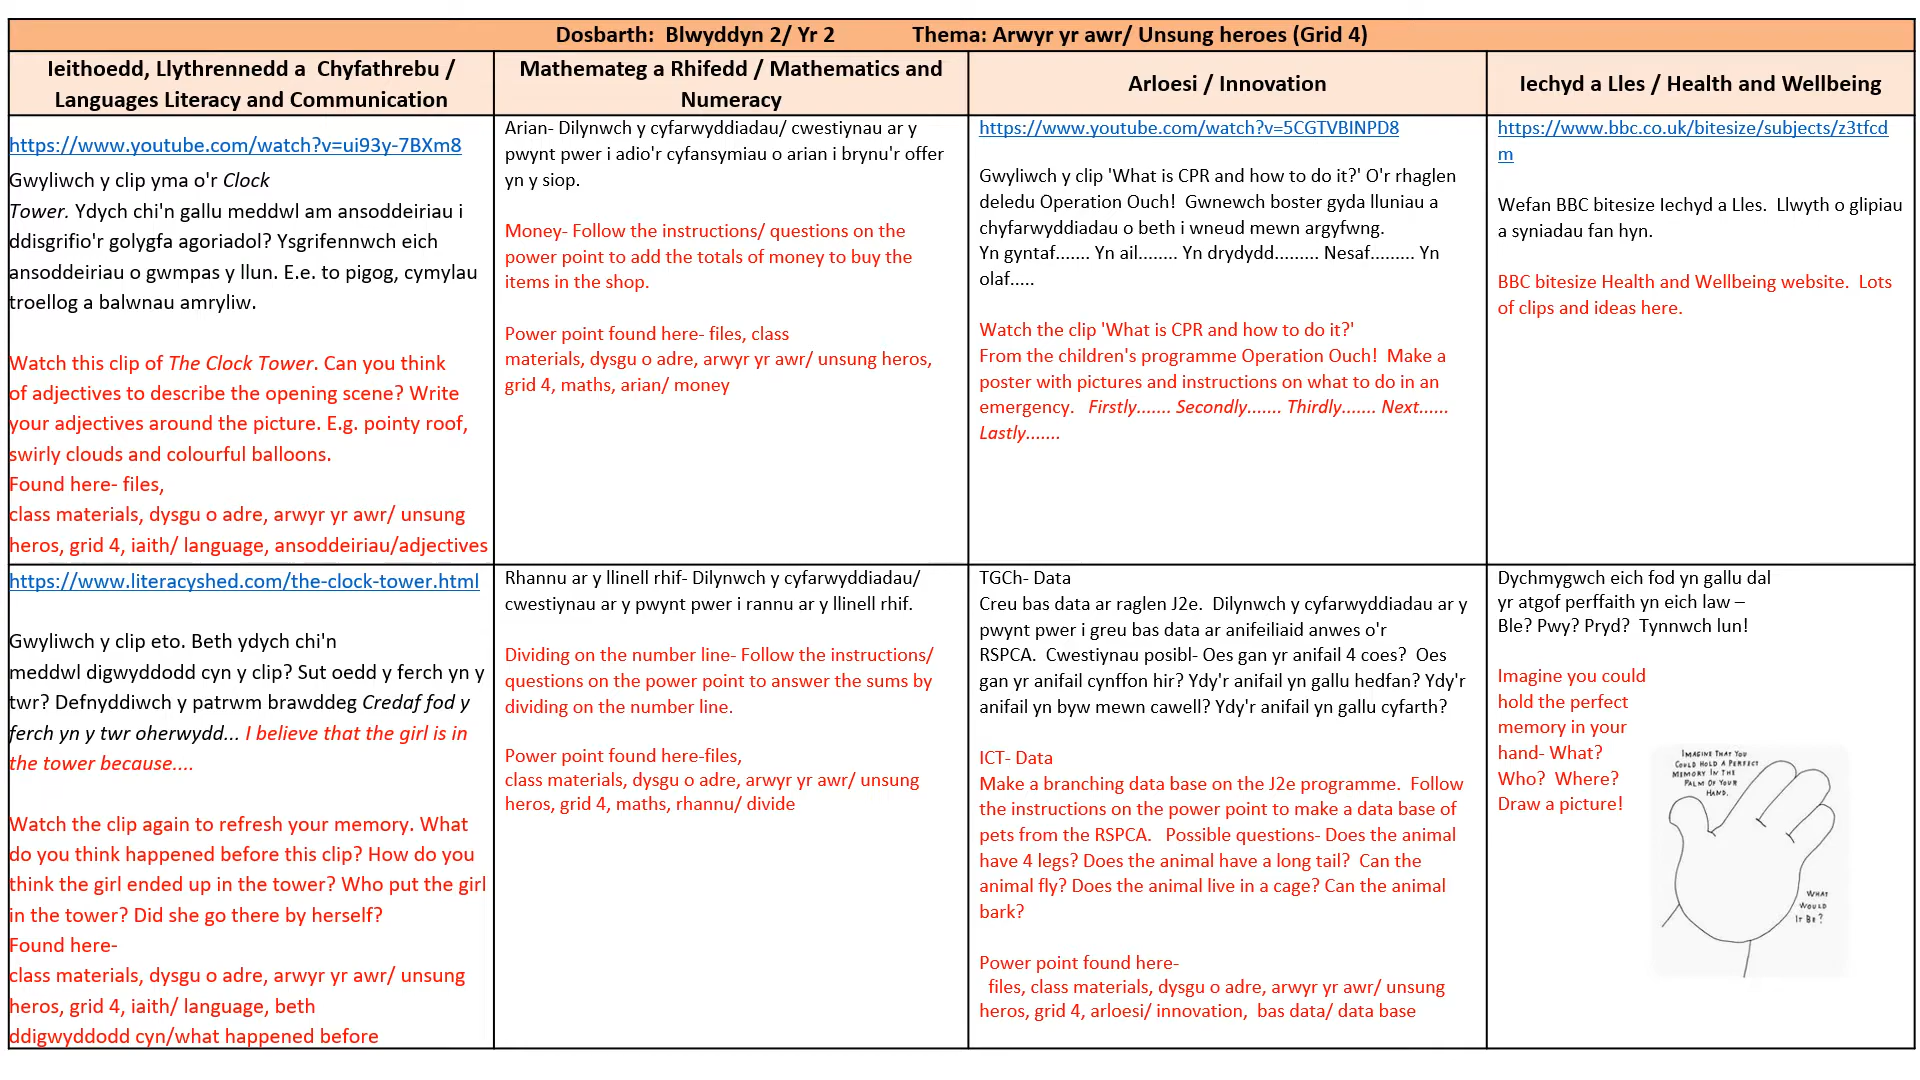 Dosbarth: Blwyddyn 2/ Yr 2 Thema: Arwyr yr awr/ Unsung heroes (Grid 4)
Ieithoedd, Llythrennedd a Chyfathrebu /
Languages Literacy and Communication
Mathemateg a Rhifedd / Mathematics and
Numeracy
Arloesi / Innovation
Iechyd a Lles / Health and Wellbeing
https://www.youtube.com/watch?v=ui93y-7BXm8
Gwyliwch y clip yma o'r Clock
Tower. Ydych chi'n gallu meddwl am ansoddeiriau i
ddisgrifio'r golygfa agoriadol? Ysgrifennwch eich
ansoddeiriau o gwmpas y llun. E.e. to pigog, cymylau
troellog a balwnau amryliw.
Watch this clip of The Clock Tower. Can you think
of adjectives to describe the opening scene? Write
your adjectives around the picture. E.g. pointy roof,
swirly clouds and colourful balloons.
Found here- files,
class materials, dysgu o adre, arwyr yr awr/ unsung
heros, grid 4, iaith/ language, ansoddeiriau/adjectives
Arian- Dilynwch y cyfarwyddiadau/ cwestiynau ar y
pwynt pwer i adio'r cyfansymiau o arian i brynu'r offer
yn y siop.
Money- Follow the instructions/ questions on the
power point to add the totals of money to buy the
items in the shop.
Power point found here- files, class
materials, dysgu o adre, arwyr yr awr/ unsung heros,
grid 4, maths, arian/ money
https://www.youtube.com/watch?v=5CGTVBINPD8
Gwyliwch y clip 'What is CPR and how to do it?' O'r rhaglen
deledu Operation Ouch! Gwnewch boster gyda lluniau a
chyfarwyddiadau o beth i wneud mewn argyfwng.
Yn gyntaf....... Yn ail........ Yn drydydd......... Nesaf......... Yn
olaf.....
Watch the clip 'What is CPR and how to do it?'
From the children's programme Operation Ouch! Make a
poster with pictures and instructions on what to do in an
emergency. Firstly....... Secondly....... Thirdly....... Next......
Lastly.......
https://www.bbc.co.uk/bitesize/subjects/z3tfcd
m
Wefan BBC bitesize Iechyd a Lles. Llwyth o glipiau
a syniadau fan hyn.
BBC bitesize Health and Wellbeing website. Lots
of clips and ideas here.
https://www.literacyshed.com/the-clock-tower.html
Gwyliwch y clip eto. Beth ydych chi'n
meddwl digwyddodd cyn y clip? Sut oedd y ferch yn y
twr? Defnyddiwch y patrwm brawddeg Credaf fod y
ferch yn y twr oherwydd... I believe that the girl is in
the tower because....
Watch the clip again to refresh your memory. What
do you think happened before this clip? How do you
think the girl ended up in the tower? Who put the girl
in the tower? Did she go there by herself?
Found here-
class materials, dysgu o adre, arwyr yr awr/ unsung
heros, grid 4, iaith/ language, beth
ddigwyddodd cyn/what happened before
Rhannu ar y llinell rhif- Dilynwch y cyfarwyddiadau/
cwestiynau ar y pwynt pwer i rannu ar y llinell rhif.
Dividing on the number line- Follow the instructions/
questions on the power point to answer the sums by
dividing on the number line.
Power point found here-files,
class materials, dysgu o adre, arwyr yr awr/ unsung
heros, grid 4, maths, rhannu/ divide
TGCh- Data
Creu bas data ar raglen J2e. Dilynwch y cyfarwyddiadau ar y
pwynt pwer i greu bas data ar anifeiliaid anwes o'r
RSPCA. Cwestiynau posibl- Oes gan yr anifail 4 coes? Oes
gan yr anifail cynffon hir? Ydy'r anifail yn gallu hedfan? Ydy'r
anifail yn byw mewn cawell? Ydy'r anifail yn gallu cyfarth?
ICT- Data
Make a branching data base on the J2e programme. Follow
the instructions on the power point to make a data base of
pets from the RSPCA. Possible questions- Does the animal
have 4 legs? Does the animal have a long tail? Can the
animal fly? Does the animal live in a cage? Can the animal
bark?
Power point found here-
files, class materials, dysgu o adre, arwyr yr awr/ unsung
heros, grid 4, arloesi/ innovation, bas data/ data base
Dychmygwch eich fod yn gallu dal
yr atgof perffaith yn eich law –
Ble? Pwy? Pryd? Tynnwch lun!
Imagine you could
hold the perfect
memory in your
hand- What?
Who? Where?
Draw a picture!
IMAGINE THAT YOU
COULD HOLD A PERFECT
MEMORY IN THE
PALM OF YOUR
HAND.
WHAT
WOULD
IT BE?